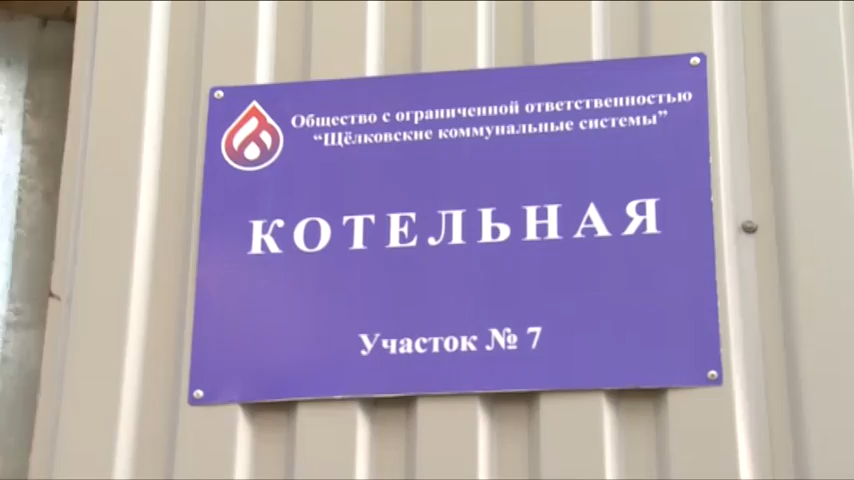 Общество с ограниченной ответственностью
“Щёлковские коммунальные системы”
КОТЕЛЬНАЯ
Участок № 7